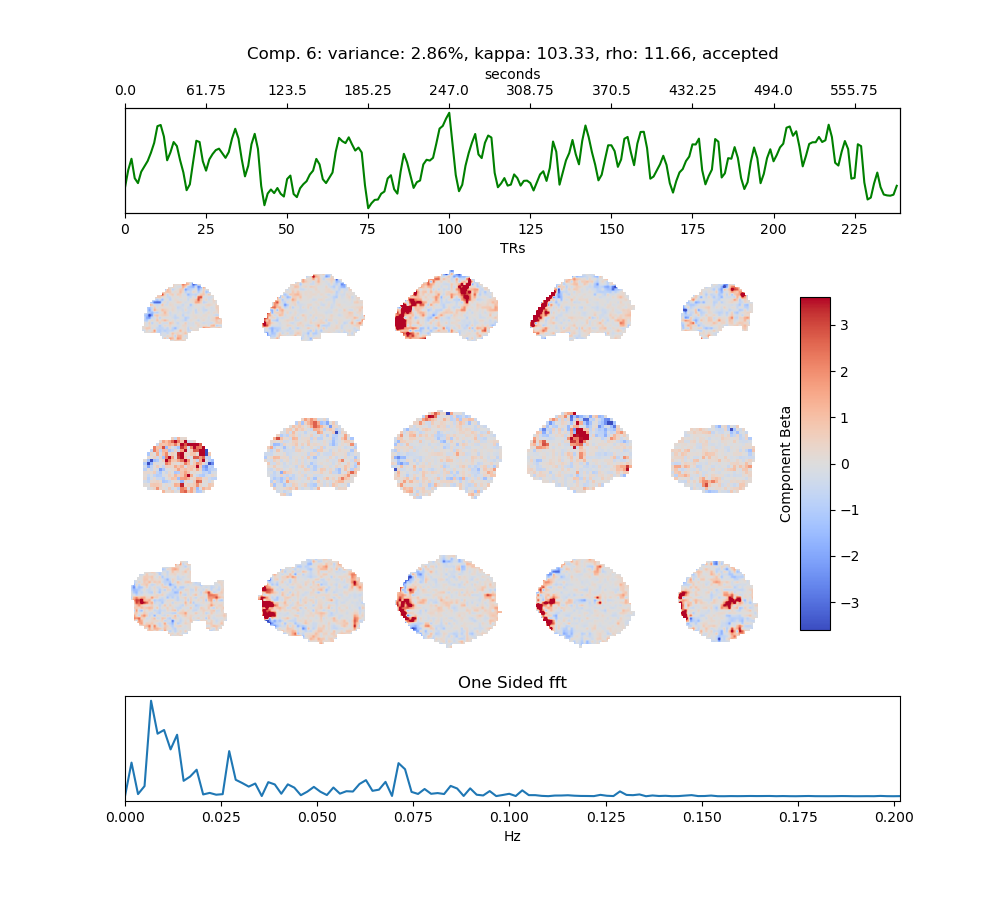 Comp. 6: variance: 2.86%, kappa: 103.33, rho: 11.66, accepted
seconds
0.0 61.75 123.5 185.25 247.0 308.75 370.5 432.25 494.0 555.75
0 25 50 75 100 125 150 175 200 225
TRs
3
2
1
0
−1
−2
−3
Component Beta
One Sided fft
0.000 0.025 0.050 0.075 0.100 0.125 0.150 0.175 0.200
Hz